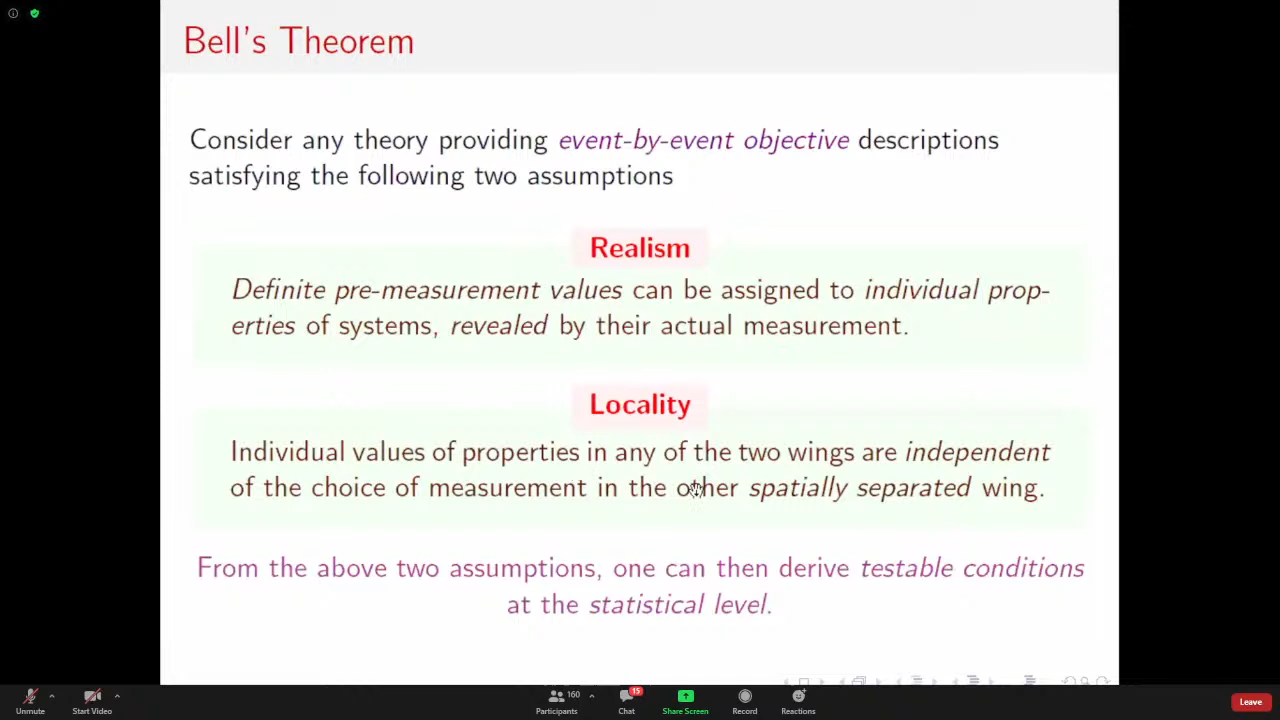 Bell's Theorem
Consider any theory providing event-by-event objective descriptions
satisfying the following two assumptions
Realism
Definite pre-measurement values can be assigned to individual prop-
erties of systems, revealed by their actual measurement.
Locality
Individual values of properties in any of the two wings are independent
of the choice of measurement in the other spatially separated wing.
From the above two assumptions, one can then derive testable conditions
at the statistical level.
160
15
Unmute
Start Video
Participants
Chat
Share Screen
Record
Reactions
Leave